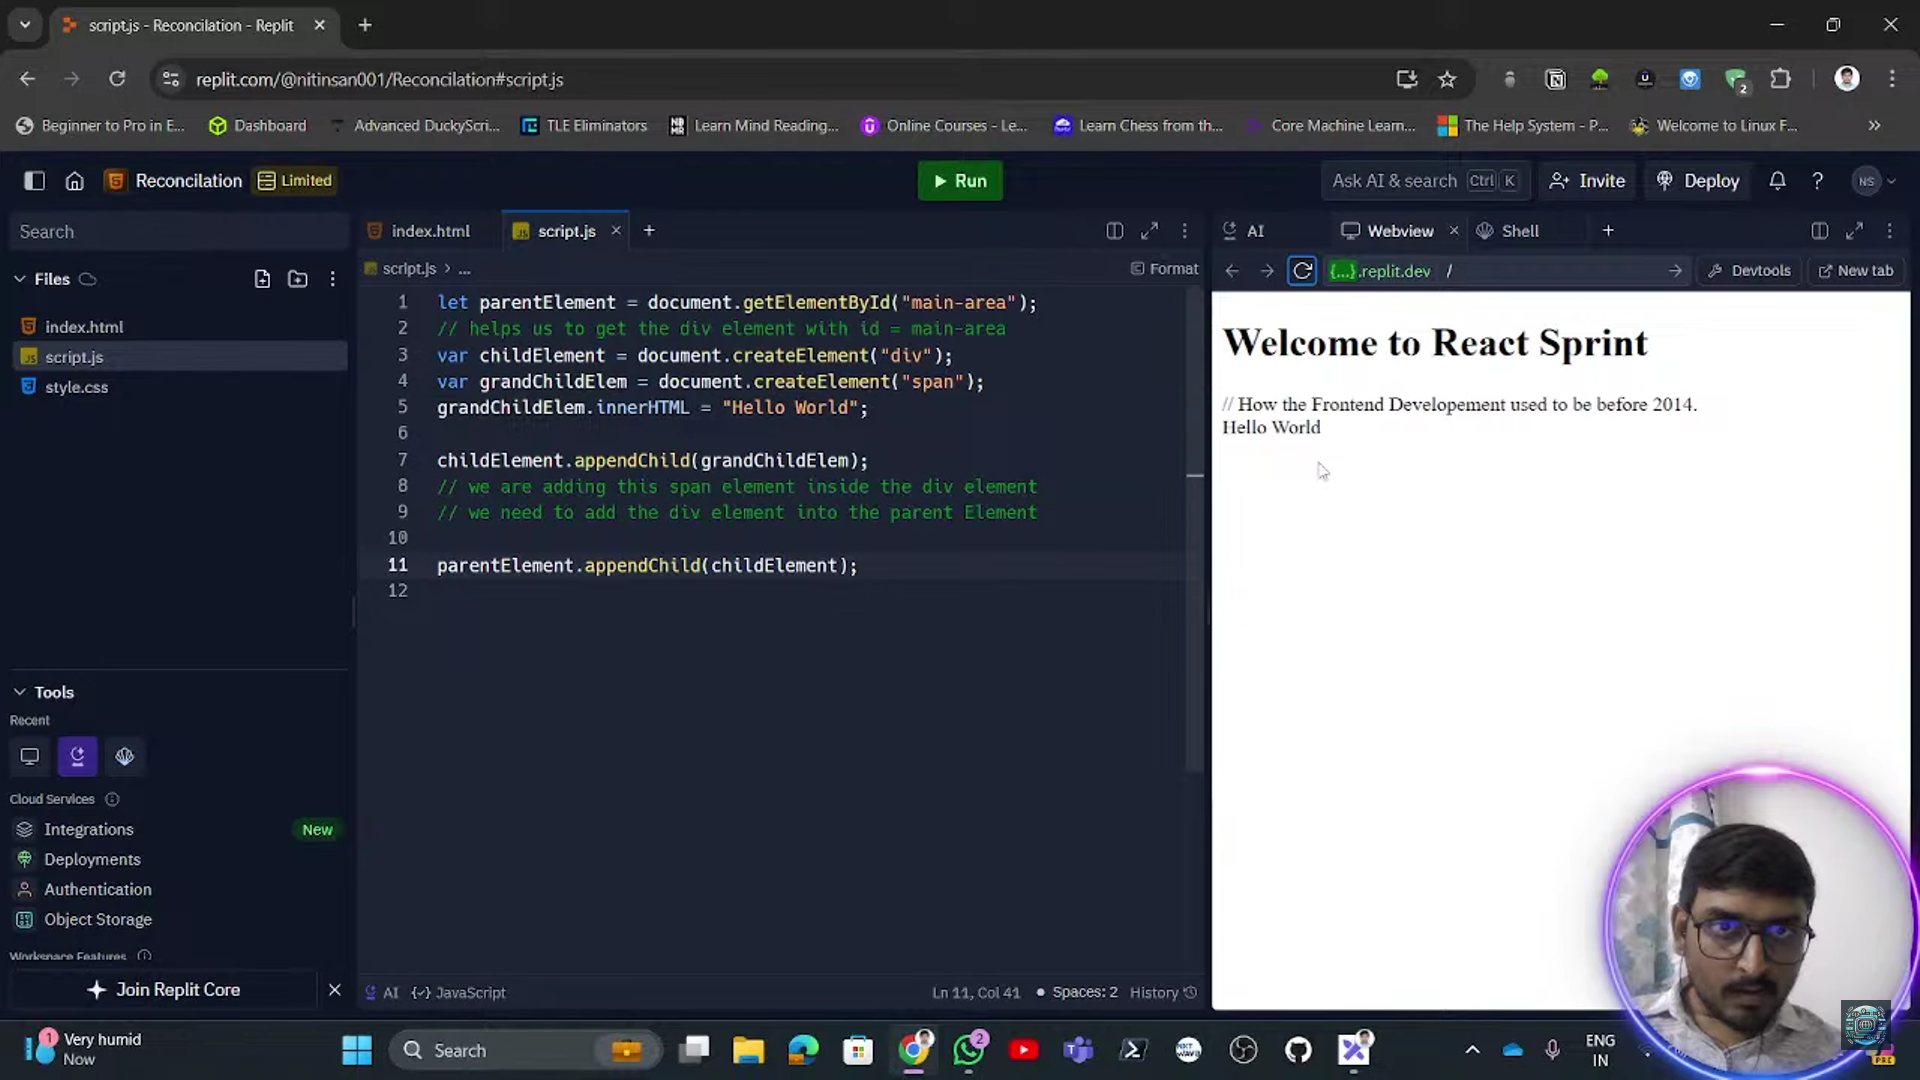 script.js - Reconcilation - Replit
replit.com/@nitinsan001/Reconcilation#script.js
2
Beginner to Pro in E...
Dashboard
Advanced DuckyScri...
TLE Eliminators
Learn Mind Reading...
Online Courses - Le...
Learn Chess from th...
Core Machine Learn...
The Help System - P...
Welcome to Linux F...
Reconcilation
Limited
Run
Ask AI & search Ctrl K
Invite
Deploy
NS
Search
index.html
script.js
AI
Webview
Shell
Files
script.js > ...
Format
{...}.replit.dev /
Devtools
New tab
index.html
script.js
style.css
1 let parentElement = document.getElementById("main-area");
2 // helps us to get the div element with id = main-area
3 var childElement = document.createElement("div");
4 var grandChildElem = document.createElement("span");
5 grandChildElem.innerHTML = "Hello World";
6
7 childElement.appendChild(grandChildElem);
8 // we are adding this span element inside the div element
9 // we need to add the div element into the parent Element
10
11 parentElement.appendChild(childElement);
12
Welcome to React Sprint
// How the Frontend Developement used to be before 2014.
Hello World
Tools
Recent
Cloud Services
Integrations New
Deployments
Authentication
Object Storage
Workspace Features
Join Replit Core
AI {✓} JavaScript
Ln 11, Col 41 • Spaces: 2 History
1 Very humid
Now
Search
2
ENG
IN